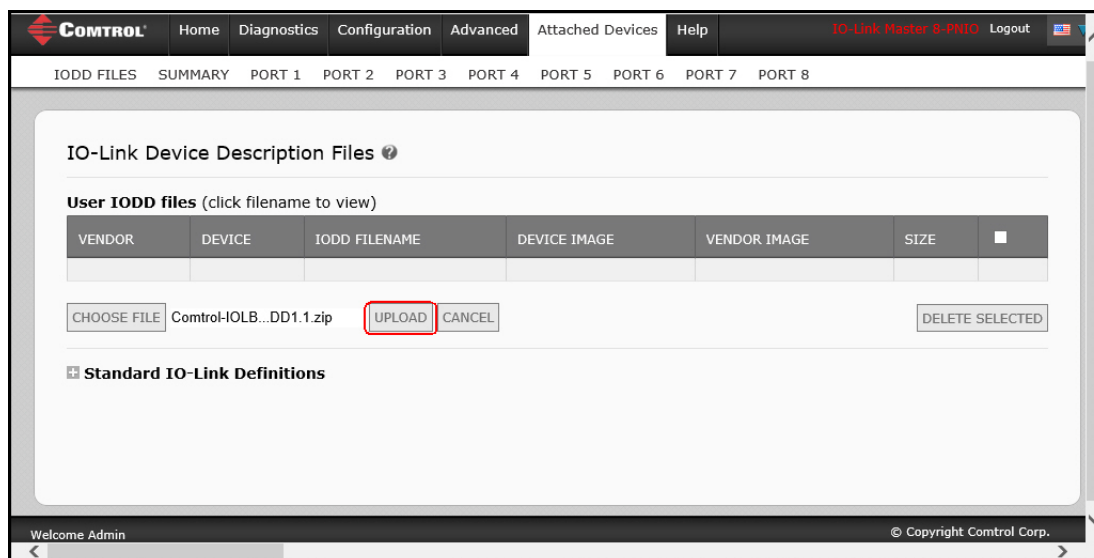 COMTROL Home Diagnostics Configuration Advanced Attached Devices Help IO-Link Master 8-PNIO Logout
IODD FILES SUMMARY PORT 1 PORT 2 PORT 3 PORT 4 PORT 5 PORT 6 PORT 7 PORT 8
IO-Link Device Description Files
User IODD files (click filename to view)
VENDOR DEVICE IODD FILENAME DEVICE IMAGE VENDOR IMAGE SIZE
CHOOSE FILE Comtrol-IOLB...DD1.1.zip UPLOAD CANCEL DELETE SELECTED
Standard IO-Link Definitions
Welcome Admin © Copyright Comtrol Corp.